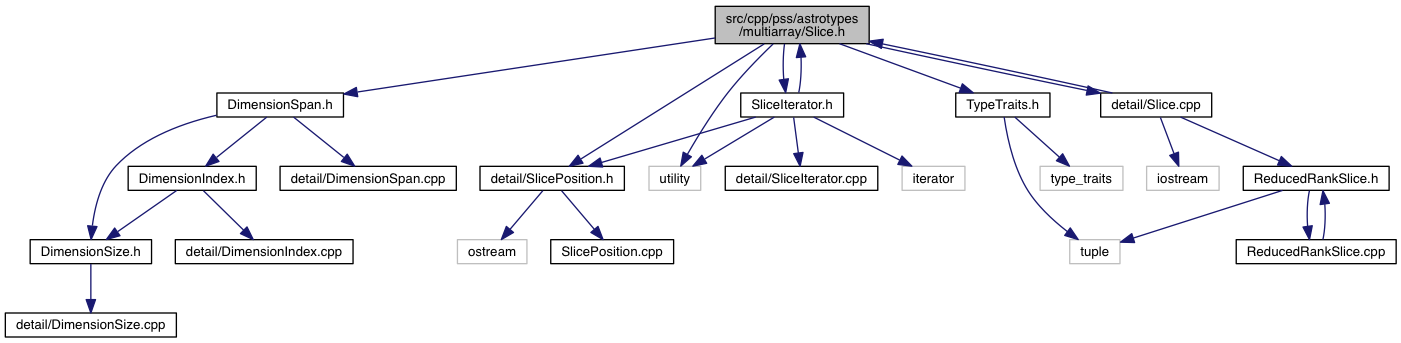 src/cpp/pss/astrotypes
/multiarray/Slice.h
DimensionSpan.h
SliceIterator.h
TypeTraits.h
detail/Slice.cpp
DimensionIndex.h
detail/DimensionSpan.cpp
detail/SlicePosition.h
utility
detail/SliceIterator.cpp
iterator
type_traits
iostream
ReducedRankSlice.h
DimensionSize.h
detail/DimensionIndex.cpp
ostream
SlicePosition.cpp
tuple
ReducedRankSlice.cpp
detail/DimensionSize.cpp